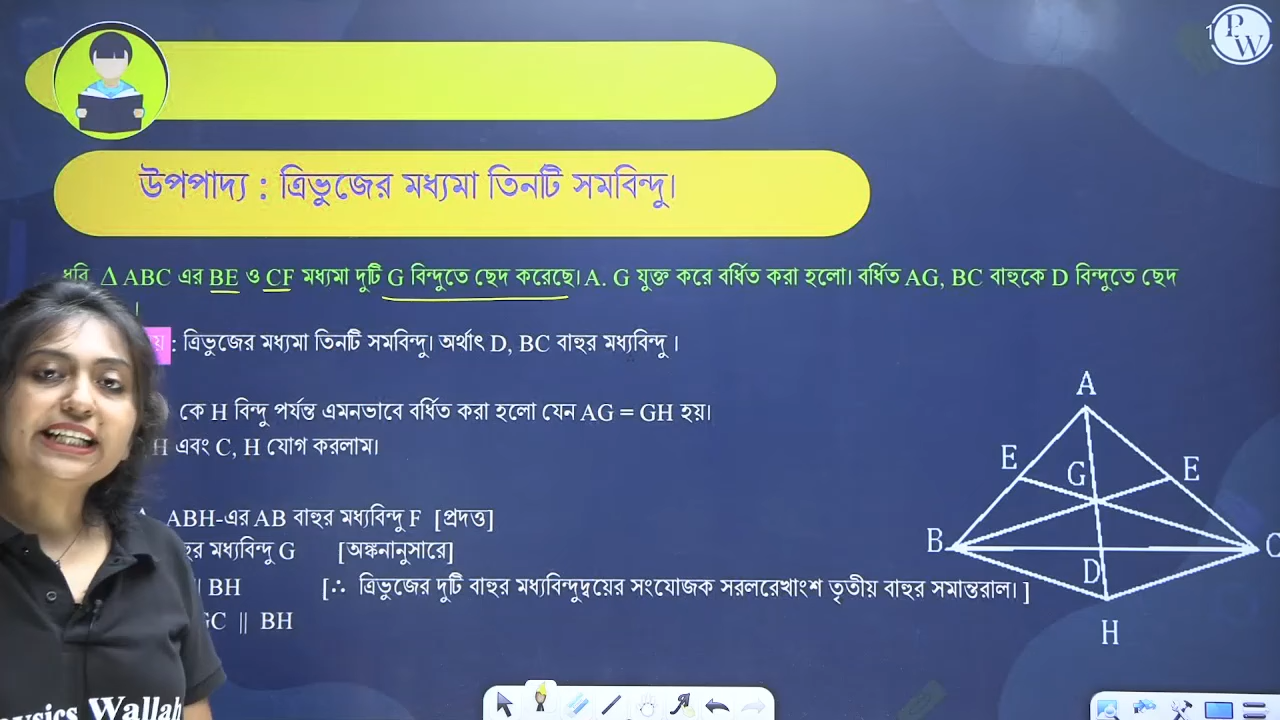 PW
উপপাদ্য : ত্রিভুজের মধ্যমা তিনটি সমবিন্দু।
ধরি Δ ABC এর BE ও CF মধ্যমা দুটি G বিন্দুতে ছেদ করেছে। A. G যুক্ত করে বর্ধিত করা হলো। বর্ধিত AG, BC বাহুকে D বিন্দুতে ছেদ
।
: ত্রিভুজের মধ্যমা তিনটি সমবিন্দু। অর্থাৎ D, BC বাহুর মধ্যবিন্দু ।
কে H বিন্দু পর্যন্ত এমনভাবে বর্ধিত করা হলো যেন AG = GH হয়।
H এবং C, H যোগ করলাম।
ABH-এর AB বাহুর মধ্যবিন্দু F [প্রদত্ত]
মধ্যবিন্দু G [অঙ্কনানুসারে]
|| BH [∴ ত্রিভুজের দুটি বাহুর মধ্যবিন্দুদ্বয়ের সংযোজক সরলরেখাংশ তৃতীয় বাহুর সমান্তরাল। ]
GC || BH
A
E G E
B C
D
H
Wallah